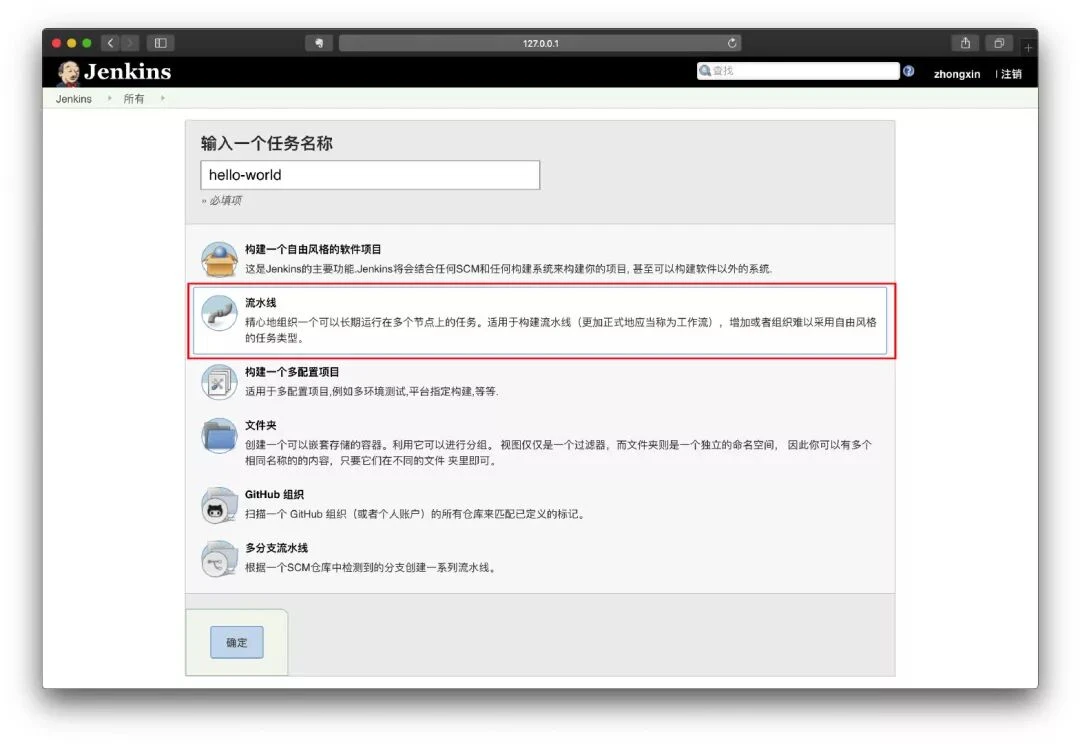 127.0.0.1
Jenkins
查找
zhongxin
注销
Jenkins
所有
输入一个任务名称
hello-world
» 必填项
构建一个自由风格的软件项目
这是Jenkins的主要功能.Jenkins将会结合任何SCM和任何构建系统来构建你的项目, 甚至可以构建软件以外的系统.
流水线
精心地组织一个可以长期运行在多个节点上的任务。适用于构建流水线（更加正式地应当称为工作流），增加或者组织难以采用自由风格
的任务类型。
构建一个多配置项目
适用于多配置项目,例如多环境测试,平台指定构建,等等.
文件夹
创建一个可以嵌套存储的容器。利用它可以进行分组。 视图仅仅是一个过滤器，而文件夹则是一个独立的命名空间， 因此你可以有多个
相同名称的的内容，只要它们在不同的文件 夹里即可。
GitHub 组织
扫描一个 GitHub 组织（或者个人账户）的所有仓库来匹配已定义的标记。
多分支流水线
根据一个SCM仓库中检测到的分支创建一系列流水线。
确定